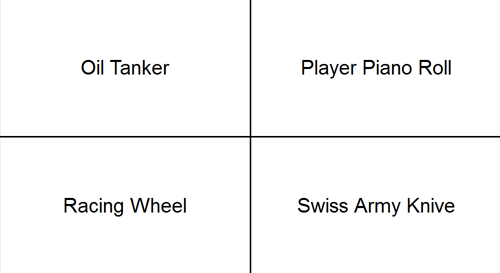 Oil Tanker
Player Piano Roll
Racing Wheel
Swiss Army Knive